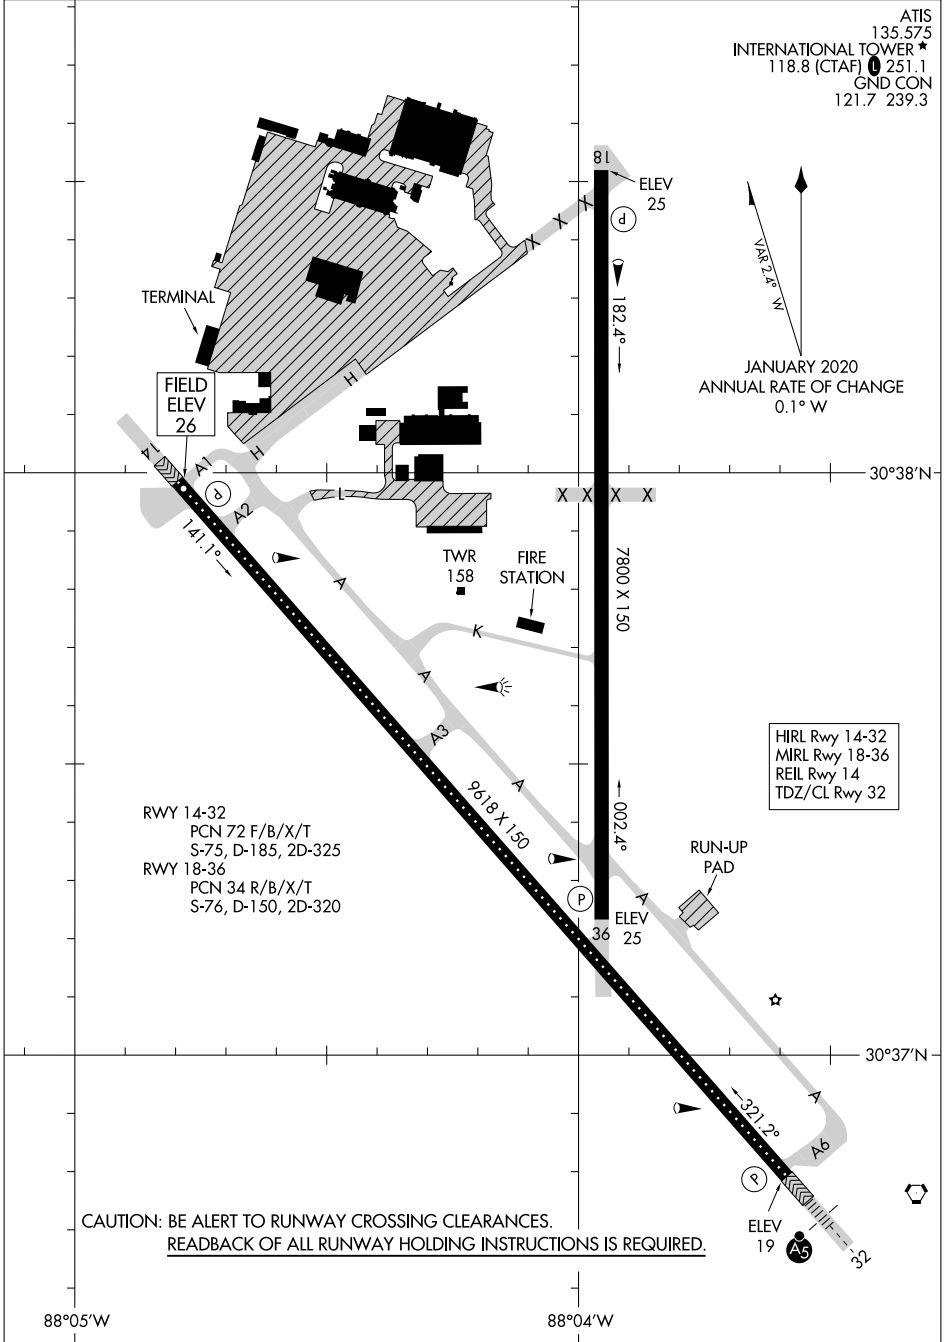 ATIS
135.575
INTERNATIONAL TOWER
118.8 (CTAF) L 251.1
GND CON
121.7 239.3
18
ELEV
25
P
X X X
182.4°
VAR 2.4° W
TERMINAL
JANUARY 2020
ANNUAL RATE OF CHANGE
0.1° W
H
FIELD
ELEV
26
H
14
A1
30°38'N
P
L
X X X X
A2
141.1°
TWR
158
FIRE
STATION
7800 X 150
A
K
A
A3
HIRL Rwy 14-32
MIRL Rwy 18-36
REIL Rwy 14
TDZ/CL Rwy 32
A
9618 X 150
002.4°
RWY 14-32
PCN 72 F/B/X/T
S-75, D-185, 2D-325
RWY 18-36
PCN 34 R/B/X/T
S-76, D-150, 2D-320
RUN-UP
PAD
P
A
36
ELEV
25
30°37'N
321.2°
A
A6
P
ELEV
19
A5
32
CAUTION: BE ALERT TO RUNWAY CROSSING CLEARANCES.
READBACK OF ALL RUNWAY HOLDING INSTRUCTIONS IS REQUIRED.
88°05'W
88°04'W